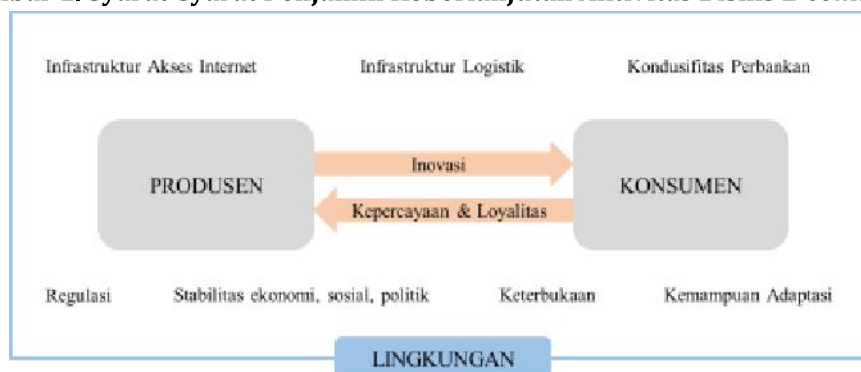 Infrastruktur Akses Internet Infrastruktur Logistik Kondusifitas Perbankan
PRODUSEN
Inovasi
Kepercayaan & Loyalitas
KONSUMEN
Regulasi Stabilitas ekonomi, sosial, politik Keterbukaan Kemampuan Adaptasi
LINGKUNGAN